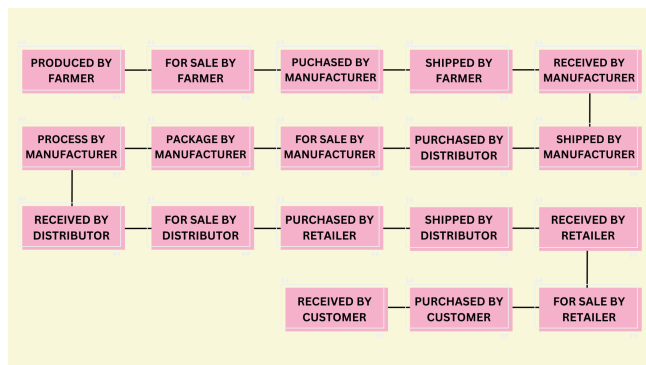 PRODUCED BY
FARMER
FOR SALE BY
FARMER
PUCHASED BY
MANUFACTURER
SHIPPED BY
FARMER
RECEIVED BY
MANUFACTURER
PROCESS BY
MANUFACTURER
PACKAGE BY
MANUFACTURER
FOR SALE BY
MANUFACTURER
PURCHASED BY
DISTRIBUTOR
SHIPPED BY
MANUFACTURER
RECEIVED BY
DISTRIBUTOR
FOR SALE BY
DISTRIBUTOR
PURCHASED BY
RETAILER
SHIPPED BY
DISTRIBUTOR
RECEIVED BY
RETAILER
RECEIVED BY
CUSTOMER
PURCHASED BY
CUSTOMER
FOR SALE BY
RETAILER